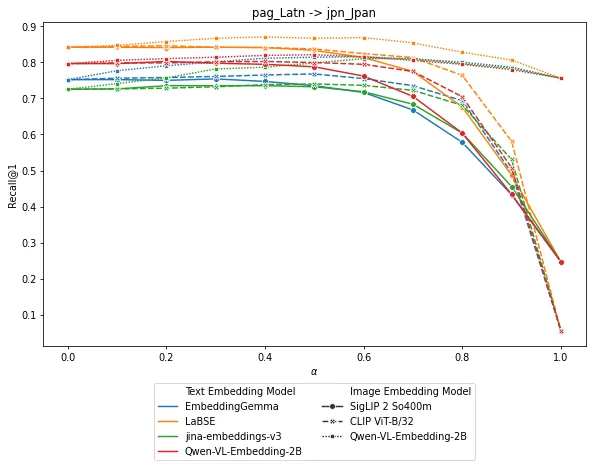 pag_Latn -> jpn_Jpan
0.9
0.8
0.7
0.6
0.5
0.4
0.3
0.2
0.1
Recall@1
0.0 0.2 0.4 0.6 0.8 1.0
α
Text Embedding Model Image Embedding Model
EmbeddingGemma SigLIP 2 So400m
LaBSE CLIP ViT-B/32
jina-embeddings-v3 Qwen-VL-Embedding-2B
Qwen-VL-Embedding-2B